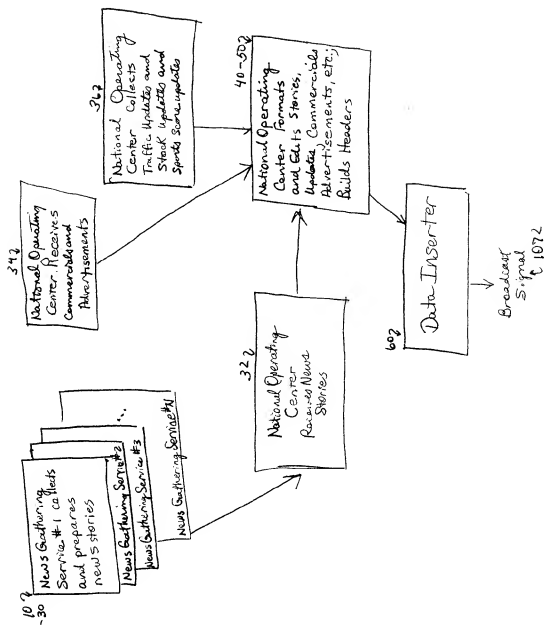 10
-30
News Gathering
Service #1 collects
and prepares
news stories
News Gathering Service #2
News Gathering Service #3
...
News Gathering Service #N
34
National Operating
Center Receives
Commercials and
Advertisements
36
National Operating
Center Collects
Traffic Updates and
Stock Updates and
Sports Score updates
32
National Operating
Center
Receives News
Stories
40-50
National Operating
Center Formats
and Edits Stories,
Updates, Commercials
Advertisements, etc.;
Builds Headers
60
Data Inserter
Broadcast
Signal
1072